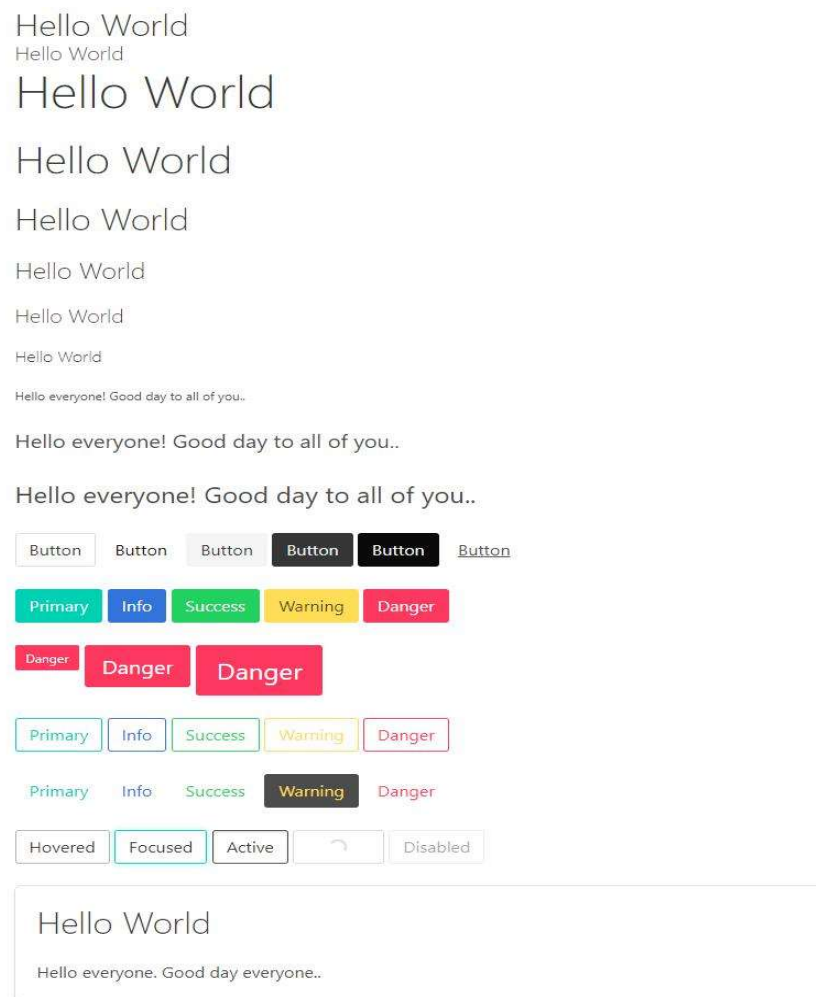 Hello World
Hello World
Hello World
Hello World
Hello World
Hello World
Hello World
Hello World
Hello everyone! Good day to all of you..
Hello everyone! Good day to all of you..
Hello everyone! Good day to all of you..
Button Button Button Button Button Button
Primary Info Success Warning Danger
Danger Danger Danger
Primary Info Success Warning Danger
Primary Info Success Warning Danger
Hovered Focused Active Disabled
Hello World
Hello everyone. Good day everyone..